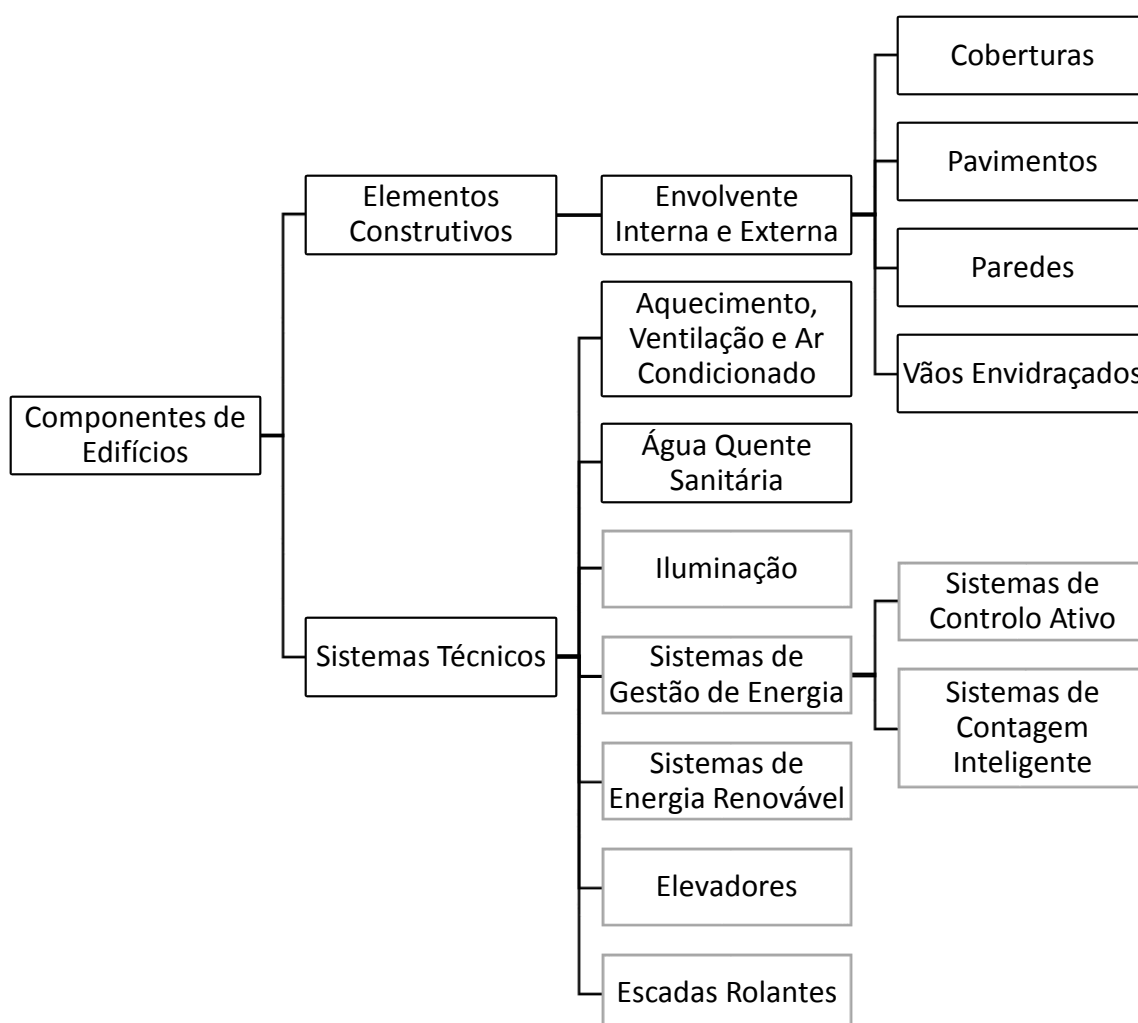 Componentes de
Edifícios
Elementos
Construtivos
Envolvente
Interna e Externa
Coberturas
Pavimentos
Paredes
Vãos Envidraçados
Sistemas Técnicos
Aquecimento,
Ventilação e Ar
Condicionado
Água Quente
Sanitária
Iluminação
Sistemas de
Gestão de Energia
Sistemas de
Controlo Ativo
Sistemas de
Contagem
Inteligente
Sistemas de
Energia Renovável
Elevadores
Escadas Rolantes